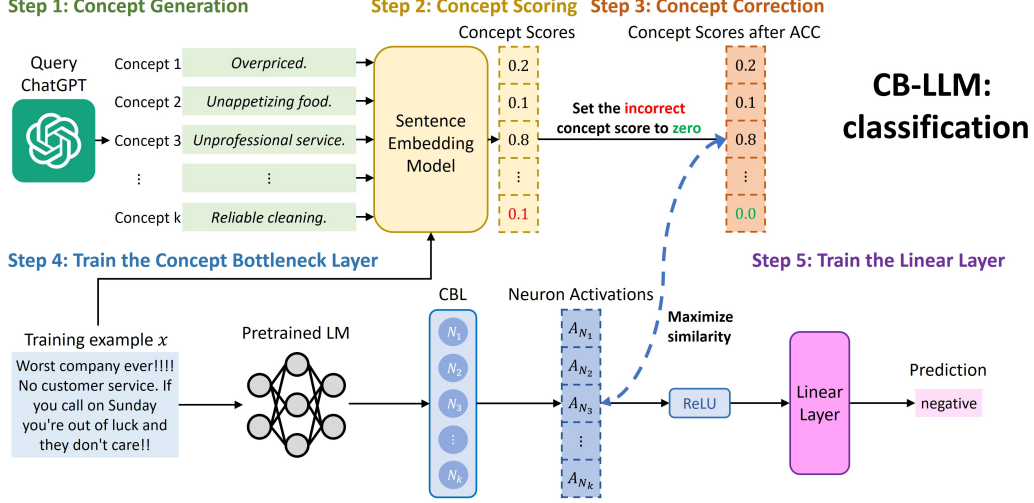 Step 1: Concept Generation
Step 2: Concept Scoring
Step 3: Concept Correction
Query
ChatGPT
Concept 1
Overpriced.
Concept 2
Unappetizing food.
Concept 3
Unprofessional service.
⋮
⋮
Concept k
Reliable cleaning.
Sentence
Embedding
Model
Concept Scores
0.2
0.1
0.8
⋮
0.1
Set the incorrect
concept score to zero
Concept Scores after ACC
0.2
0.1
0.8
⋮
0.0
CB-LLM:
classification
Step 4: Train the Concept Bottleneck Layer
Step 5: Train the Linear Layer
Training example x
Worst company ever!!!!
No customer service. If
you call on Sunday
you're out of luck and
they don't care!!
Pretrained LM
CBL
N₁
N₂
N₃
⋮
Nₖ
Neuron Activations
A_N₁
A_N₂
A_N₃
⋮
A_Nₖ
Maximize
similarity
ReLU
Linear
Layer
Prediction
negative